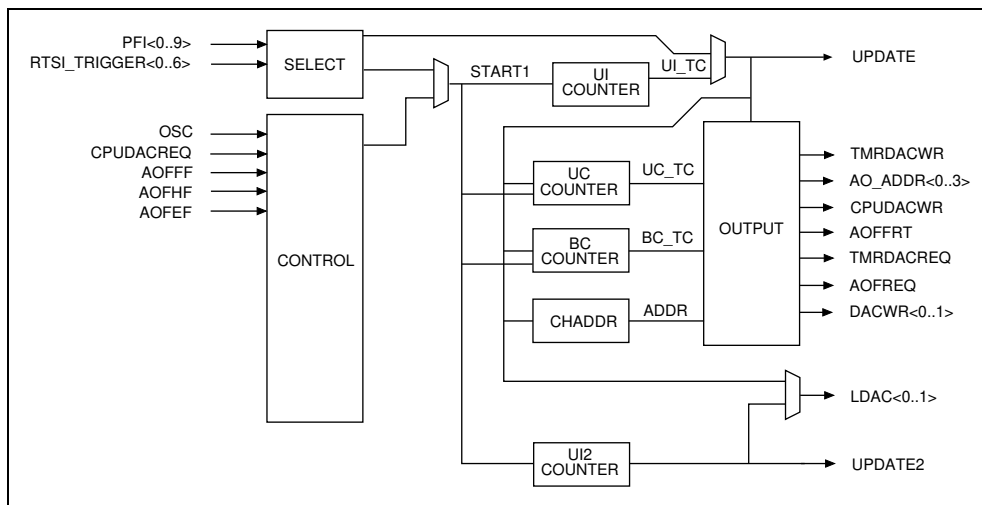 PFI<0..9>
RTSI_TRIGGER<0..6>
SELECT
START1
UI
COUNTER
UI_TC
UPDATE
OSC
CPUDACREQ
AOFFF
AOFHF
AOFEF
CONTROL
UC
COUNTER
UC_TC
BC
COUNTER
BC_TC
CHADDR
ADDR
OUTPUT
TMRDACWR
AO_ADDR<0..3>
CPUDACWR
AOFFRT
TMRDACREQ
AOFREQ
DACWR<0..1>
LDAC<0..1>
UI2
COUNTER
UPDATE2